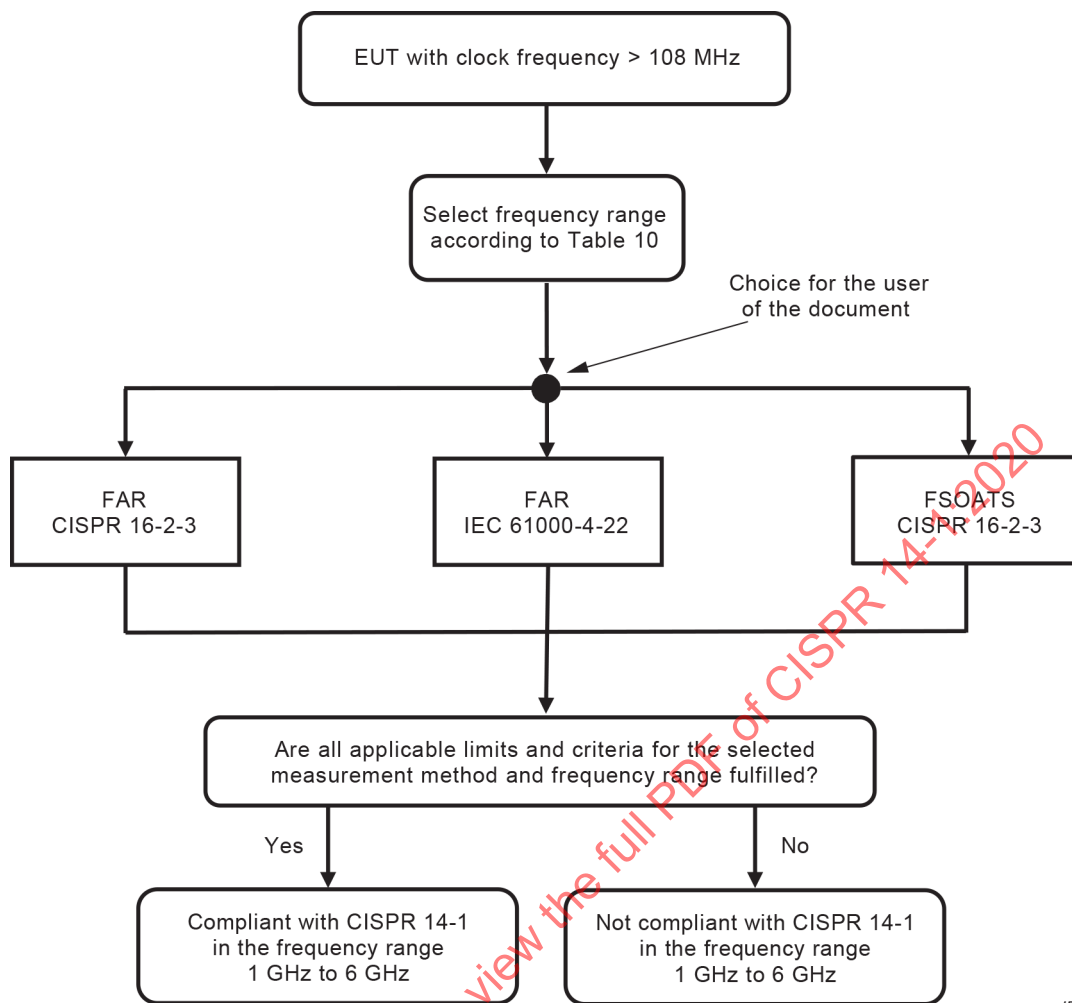 EUT with clock frequency > 108 MHz
Select frequency range
according to Table 10
Choice for the user
of the document
FAR
CISPR 16-2-3
FAR
IEC 61000-4-22
FSOATS
CISPR 16-2-3
Are all applicable limits and criteria for the selected
measurement method and frequency range fulfilled?
Yes
No
Compliant with CISPR 14-1
in the frequency range
1 GHz to 6 GHz
Not compliant with CISPR 14-1
in the frequency range
1 GHz to 6 GHz
view the full PDF of CISPR 14-1:2020